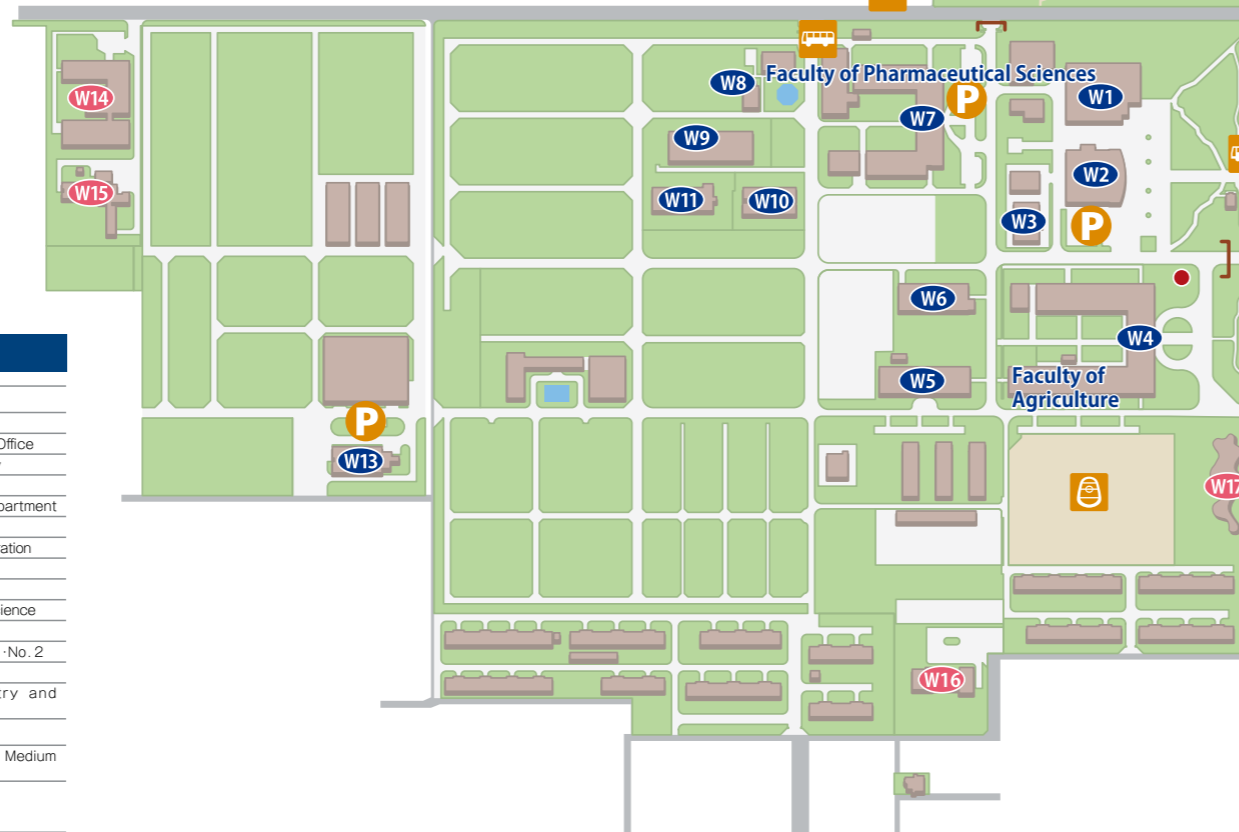 W14
W15
W8
Faculty of Pharmaceutical Sciences
P
W1
W7
W9
W2
W11
W10
W3
P
W6
W4
W5
Faculty of
Agriculture
P
W13
W17
W16
Office
partment
ration
ience
·No. 2
try and
Medium